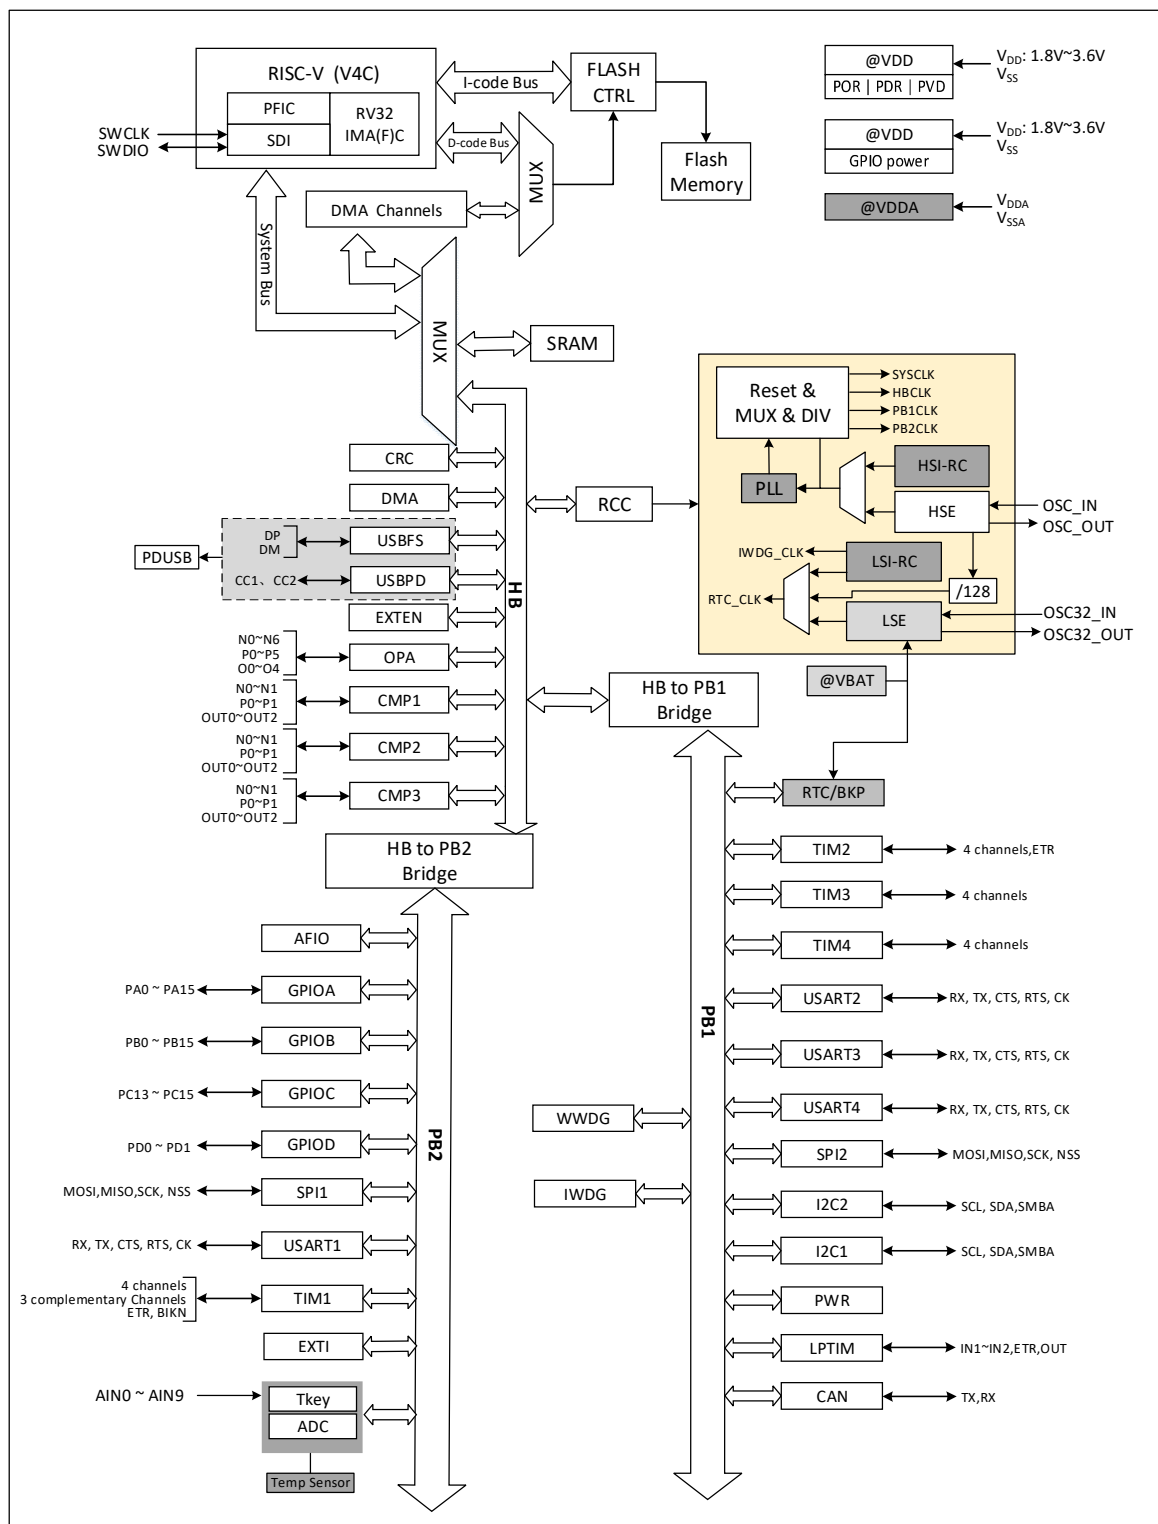 RISC-V (V4C)
PFIC
SDI
RV32
IMA(F)C
SWCLK
SWDIO
I-code Bus
D-code Bus
FLASH
CTRL
MUX
Flash
Memory
DMA Channels
System Bus
MUX
SRAM
@VDD
POR | PDR | PVD
VDD: 1.8V~3.6V
VSS
@VDD
GPIO power
VDD: 1.8V~3.6V
VSS
@VDDA
VDDA
VSSA
Reset &
MUX & DIV
SYSCLK
HBCLK
PB1CLK
PB2CLK
PLL
HSI-RC
HSE
OSC_IN
OSC_OUT
IWDG_CLK
LSI-RC
RTC_CLK
/128
LSE
OSC32_IN
OSC32_OUT
@VBAT
RCC
CRC
DMA
PDUSB
DP
DM
USBFS
CC1、CC2
USBPD
HB
EXTEN
N0~N6
P0~P5
O0~O4
OPA
N0~N1
P0~P1
OUT0~OUT2
CMP1
N0~N1
P0~P1
OUT0~OUT2
CMP2
N0~N1
P0~P1
OUT0~OUT2
CMP3
HB to PB1
Bridge
HB to PB2
Bridge
AFIO
PA0 ~ PA15
GPIOA
PB0 ~ PB15
GPIOB
PC13 ~ PC15
GPIOC
PD0 ~ PD1
GPIOD
PB2
MOSI,MISO,SCK, NSS
SPI1
RX, TX, CTS, RTS, CK
USART1
4 channels
3 complementary Channels
ETR, BIKN
TIM1
EXTI
AIN0 ~ AIN9
Tkey
ADC
Temp Sensor
PB1
WWDG
IWDG
RTC/BKP
TIM2
4 channels,ETR
TIM3
4 channels
TIM4
4 channels
USART2
RX, TX, CTS, RTS, CK
USART3
RX, TX, CTS, RTS, CK
USART4
RX, TX, CTS, RTS, CK
SPI2
MOSI,MISO,SCK, NSS
I2C2
SCL, SDA,SMBA
I2C1
SCL, SDA,SMBA
PWR
LPTIM
IN1~IN2,ETR,OUT
CAN
TX,RX